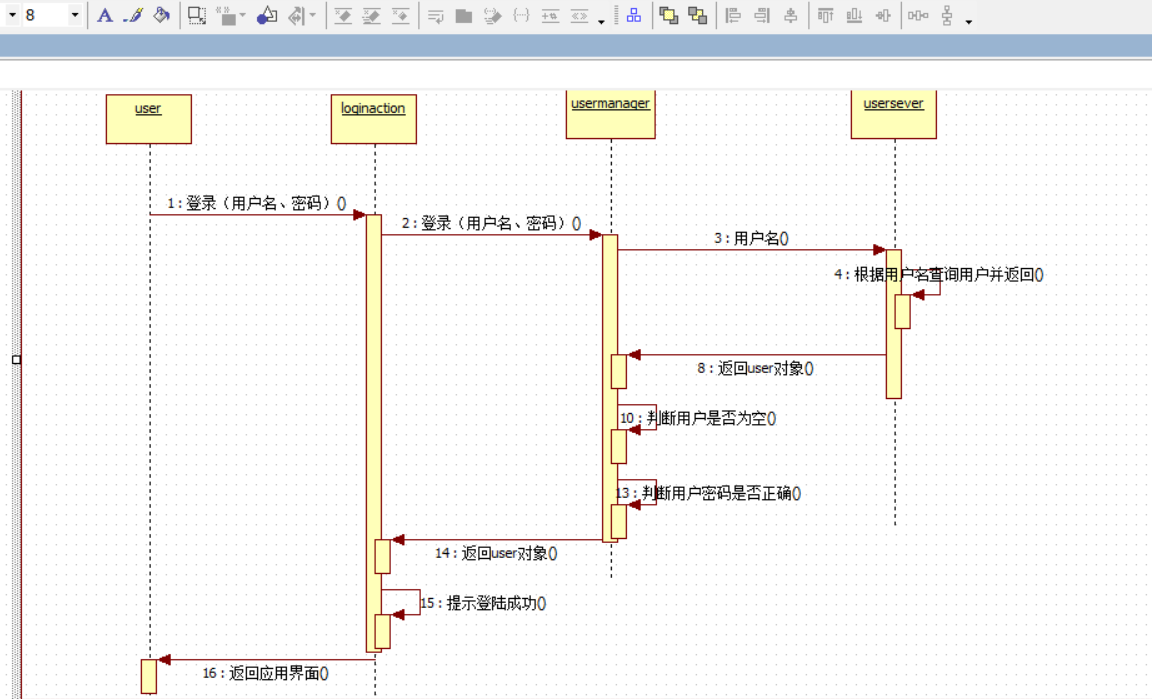 8
user
loginaction
usermanager
usersever
1 : 登录（用户名、密码）()
2 : 登录（用户名、密码）()
3 : 用户名()
4 : 根据用户名查询用户并返回()
8 : 返回user对象()
10 : 判断用户是否为空()
13 : 判断用户密码是否正确()
14 : 返回user对象()
15 : 提示登陆成功()
16 : 返回应用界面()